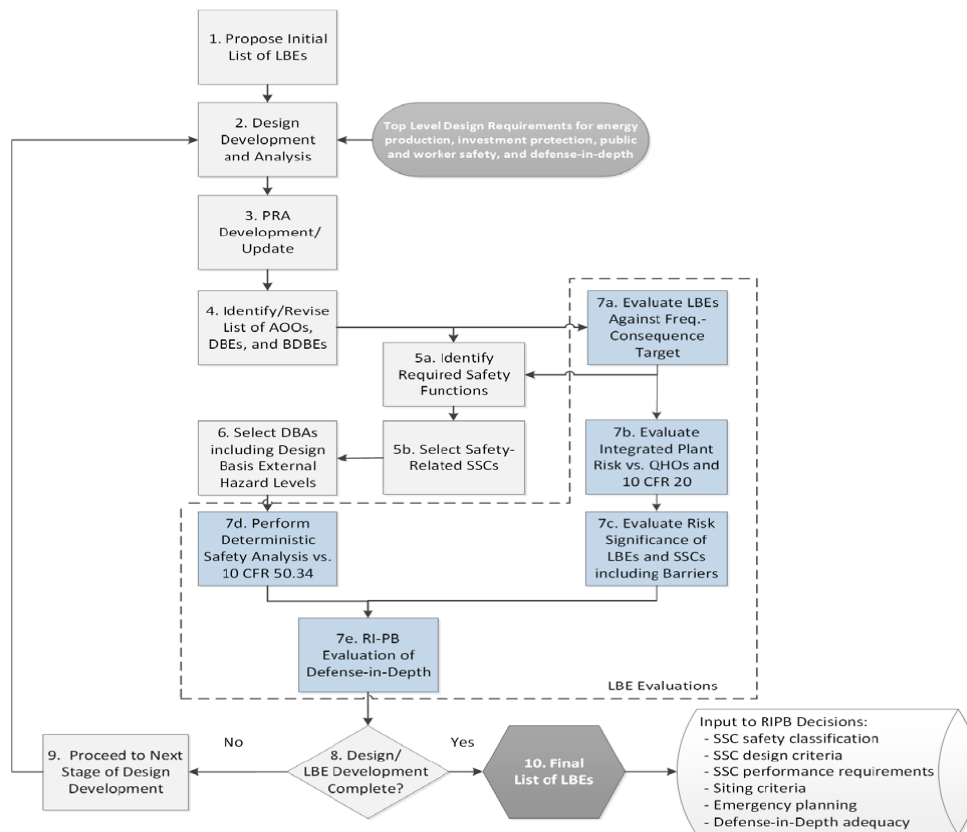 1. Propose Initial
List of LBEs
2. Design
Development
and Analysis
Top Level Design Requirements for energy
production, investment protection, public
and worker safety, and defense-in-depth
3. PRA
Development/
Update
4. Identify/Revise
List of AOOs,
DBEs, and BDBEs
7a. Evaluate LBEs
Against Freq.-
Consequence
Target
5a. Identify
Required Safety
Functions
5b. Select Safety-
Related SSCs
6. Select DBAs
including Design
Basis External
Hazard Levels
7b. Evaluate
Integrated Plant
Risk vs. QHOs and
10 CFR 20
7d. Perform
Deterministic
Safety Analysis vs.
10 CFR 50.34
7c. Evaluate Risk
Significance of
LBEs and SSCs
including Barriers
7e. RI-PB
Evaluation of
Defense-in-Depth
LBE Evaluations
9. Proceed to Next
Stage of Design
Development
No
8. Design/
LBE Development
Complete?
Yes
10. Final
List of LBEs
Input to RIPB Decisions:
- SSC safety classification
- SSC design criteria
- SSC performance requirements
- Siting criteria
- Emergency planning
- Defense-in-Depth adequacy